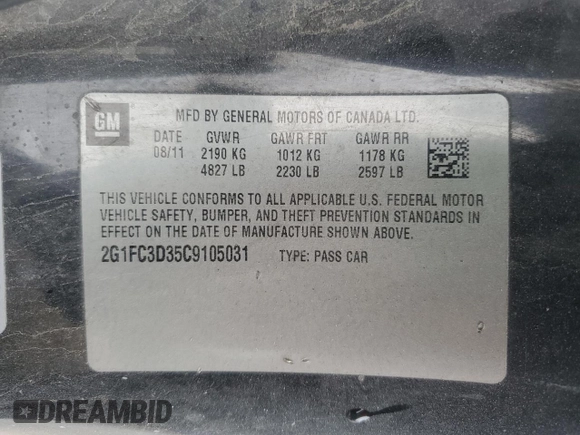 GM
MFD BY GENERAL MOTORS OF CANADA LTD.
DATE GVWR GAWR FRT GAWR RR
08/11 2190 KG 1012 KG 1178 KG
4827 LB 2230 LB 2597 LB
THIS VEHICLE CONFORMS TO ALL APPLICABLE U.S. FEDERAL MOTOR
VEHICLE SAFETY, BUMPER, AND THEFT PREVENTION STANDARDS IN
EFFECT ON THE DATE OF MANUFACTURE SHOWN ABOVE.
2G1FC3D35C9105031 TYPE: PASS CAR
DREAMBID